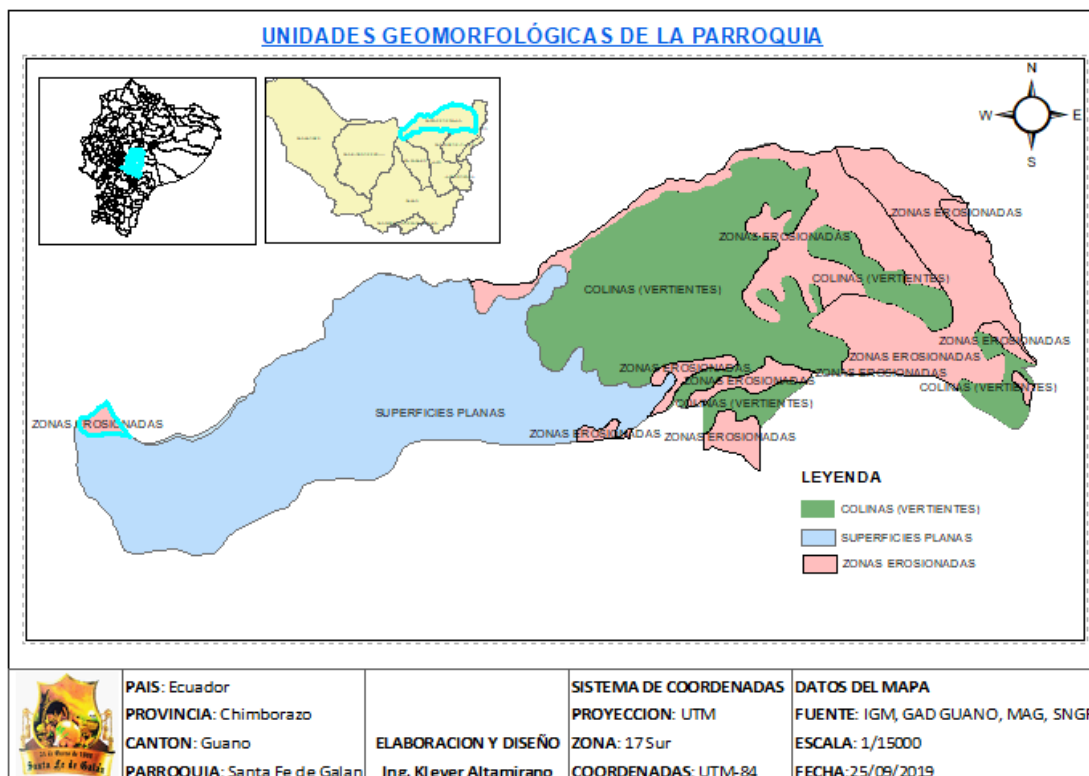 UNIDADES GEOMORFOLÓGICAS DE LA PARROQUIA
N
W
E
S
ZONAS EROSIONADAS
ZONAS EROSIONADAS
COLINAS (VERTIENTES)
COLINAS (VERTIENTES)
ZONAS EROSIONADAS
ZONAS EROSIONADAS
ZONAS EROSIONADAS
ZONAS EROSIONADAS
ZONAS EROSIONADAS
COLINAS (VERTIENTES)
COLINAS (VERTIENTES)
SUPERFICIES PLANAS
ZONAS EROSIONADAS
ZONAS EROSIONADAS
ZONAS EROSIONADAS
LEYENDA
COLINAS (VERTIENTES)
SUPERFICIES PLANAS
ZONAS EROSIONADAS
Santa Fe de Galán
PAIS: Ecuador
PROVINCIA: Chimborazo
CANTON: Guano
PARROQUIA: Santa Fe de Galan
ELABORACION Y DISEÑO
Ing. Klever Altamirano
SISTEMA DE COORDENADAS
PROYECCION: UTM
ZONA: 17 Sur
COORDENADAS: UTM-84
DATOS DEL MAPA
FUENTE: IGM, GAD GUANO, MAG, SNGR
ESCALA: 1/15000
FECHA:25/09/2019